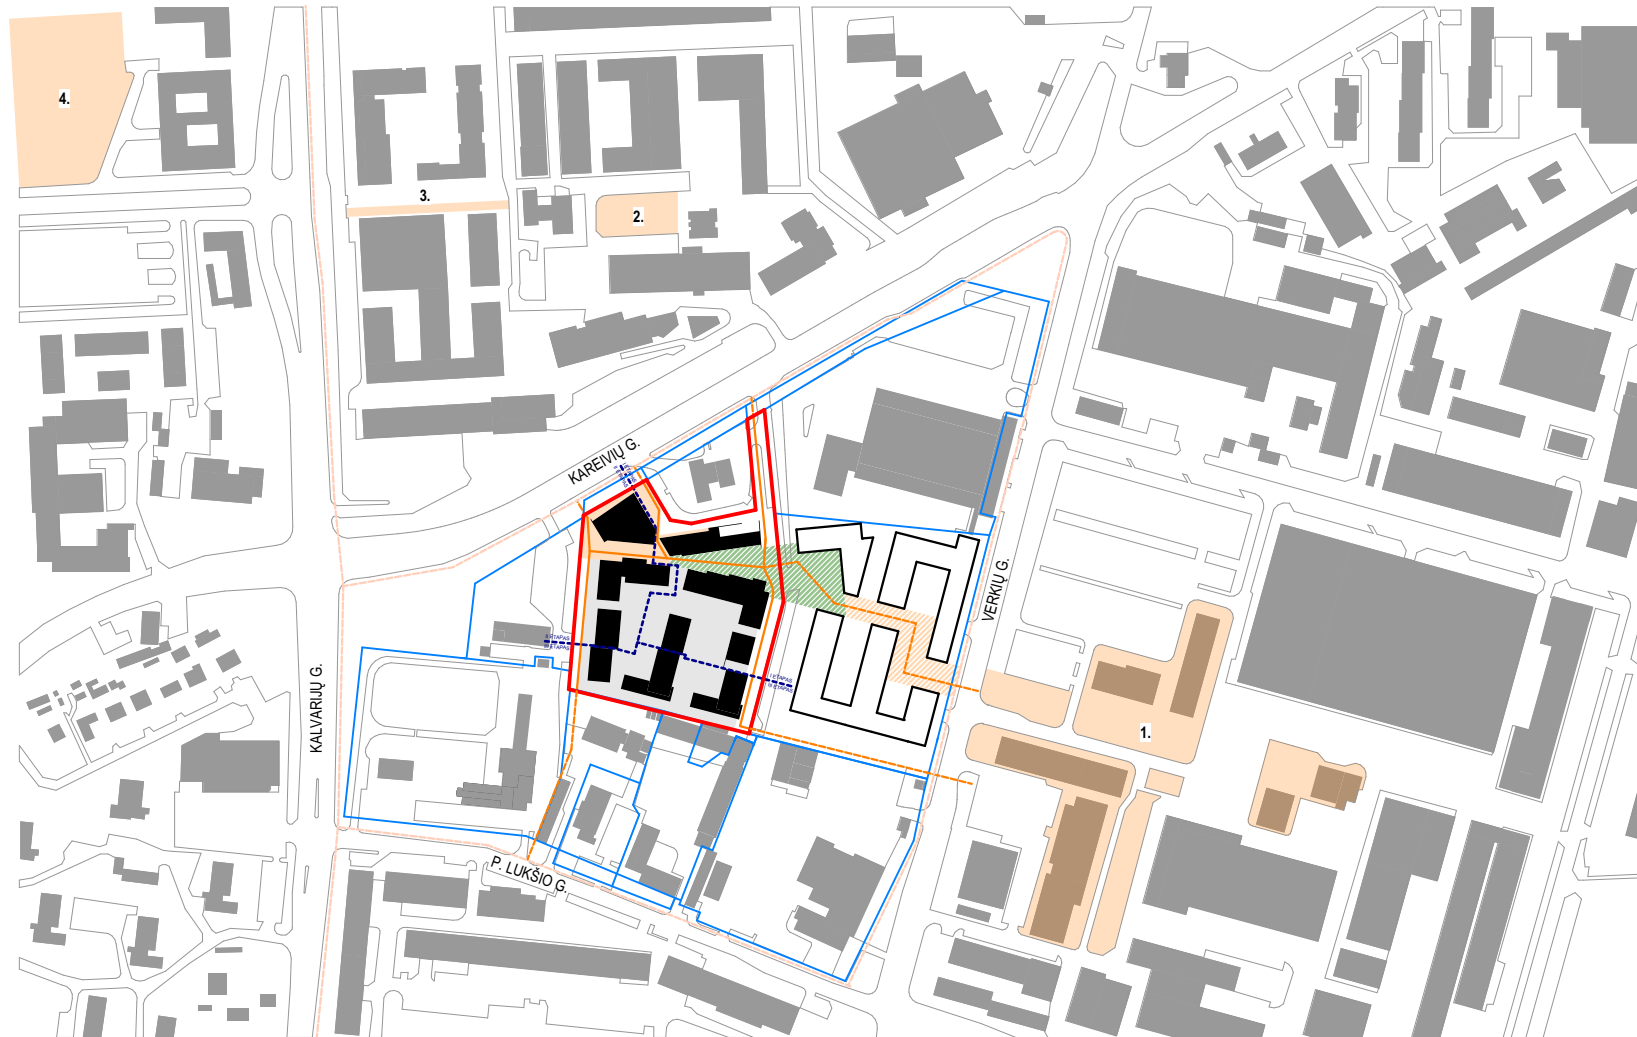 4.
3.
2.
KAREIVIŲ G.
VERKIŲ G.
KALVARIJŲ G.
1.
P. LUKŠIO G.